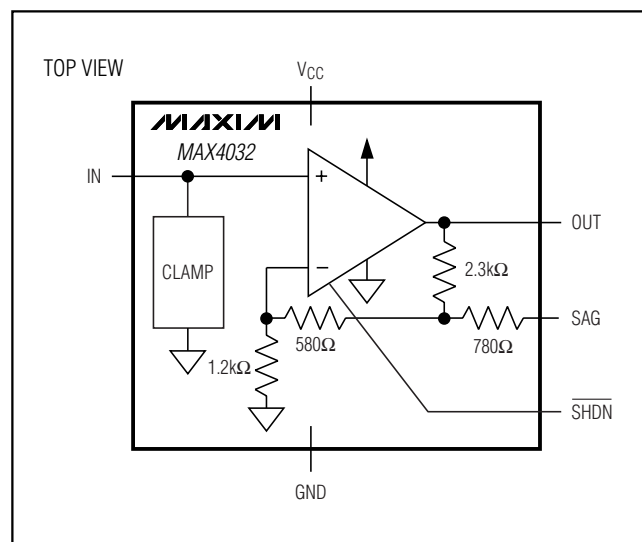 TOP VIEW
VCC
MAXIM
MAX4032
IN
+
OUT
CLAMP
−
2.3kΩ
SAG
580Ω
780Ω
1.2kΩ
SHDN
GND